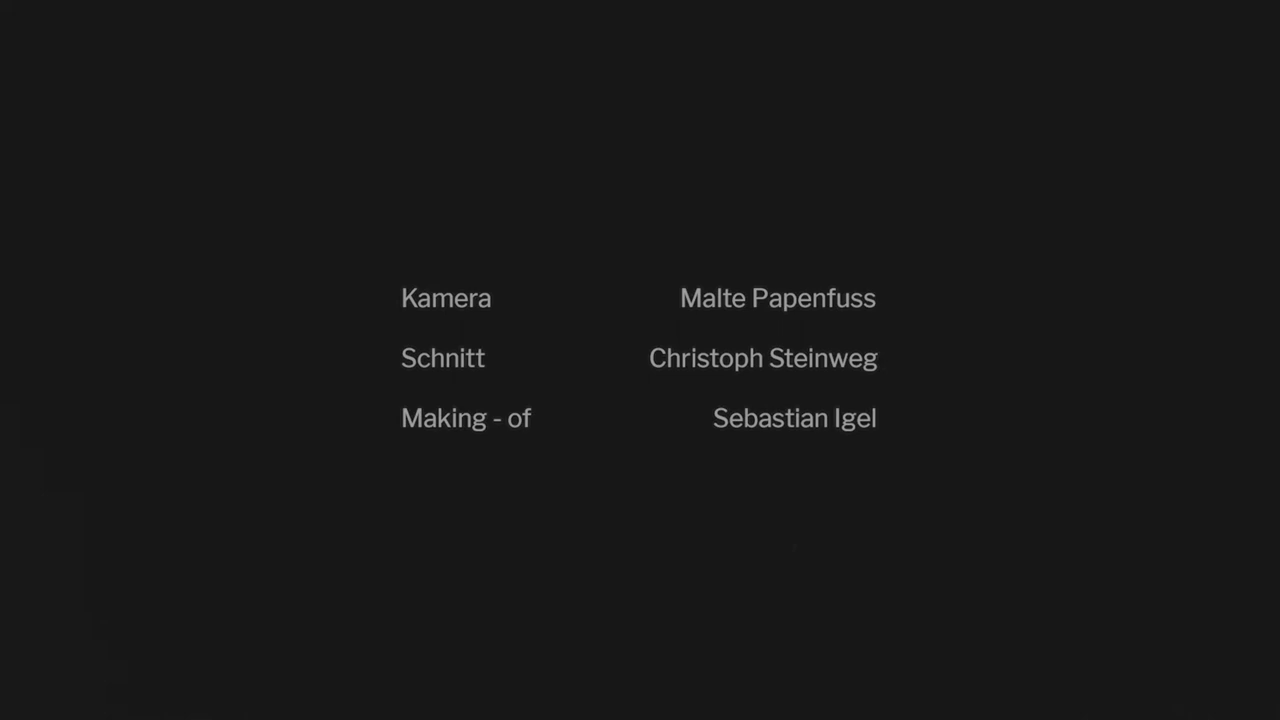 Kamera Malte Papenfuss
Schnitt Christoph Steinweg
Making - of Sebastian Igel